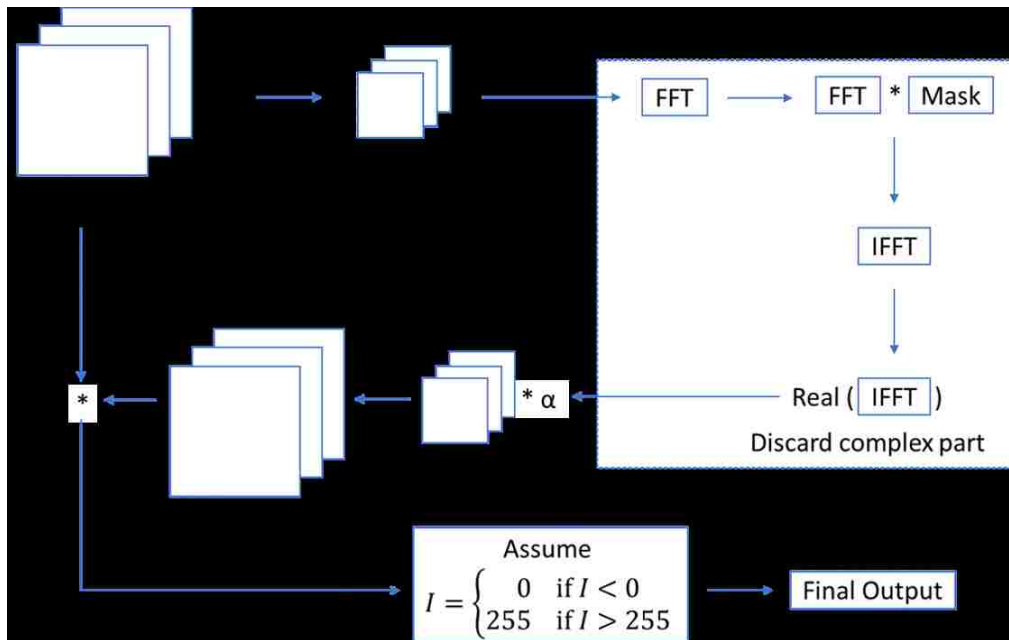 FFT
FFT * Mask
IFFT
Real ( IFFT )
Discard complex part
* α
*
Assume
I = { 0 if I < 0
255 if I > 255
Final Output